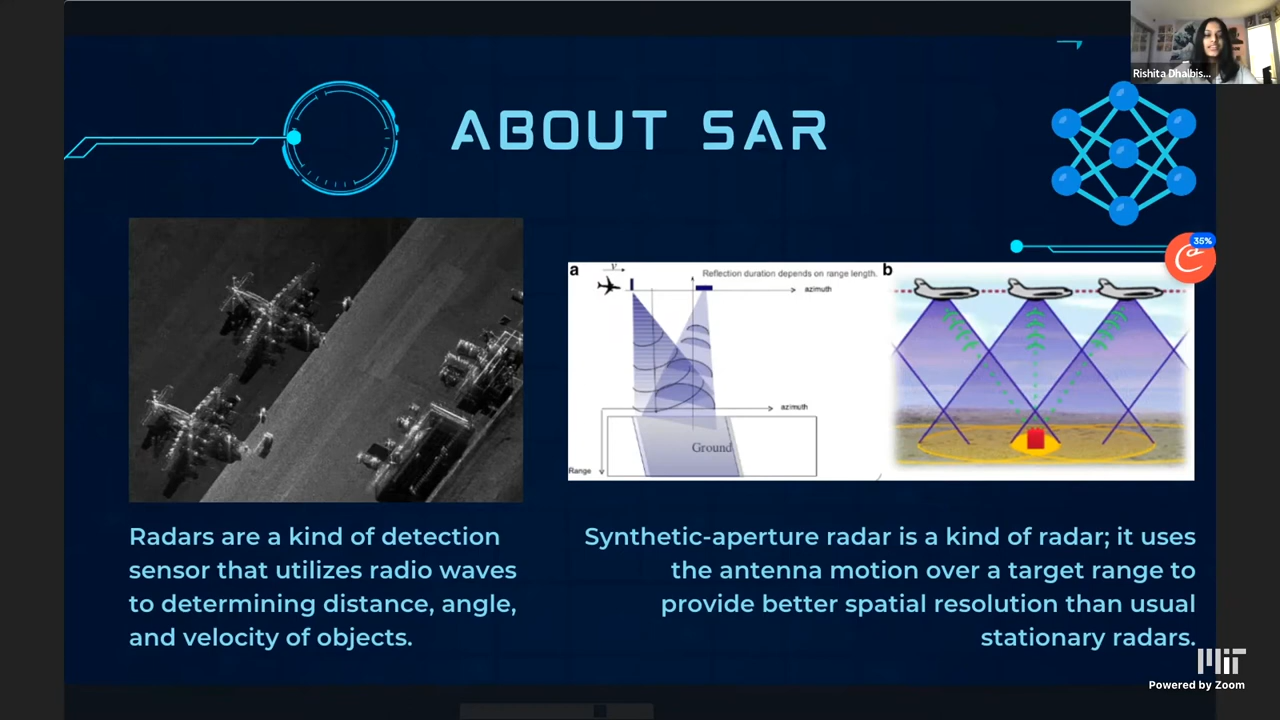 Rishita Dhalbis...
ABOUT SAR
35%
a
v
Reflection duration depends on range length.
azimuth
azimuth
Ground
Range
b
Radars are a kind of detection
sensor that utilizes radio waves
to determining distance, angle,
and velocity of objects.
Synthetic-aperture radar is a kind of radar; it uses
the antenna motion over a target range to
provide better spatial resolution than usual
stationary radars.
MIT
Powered by Zoom